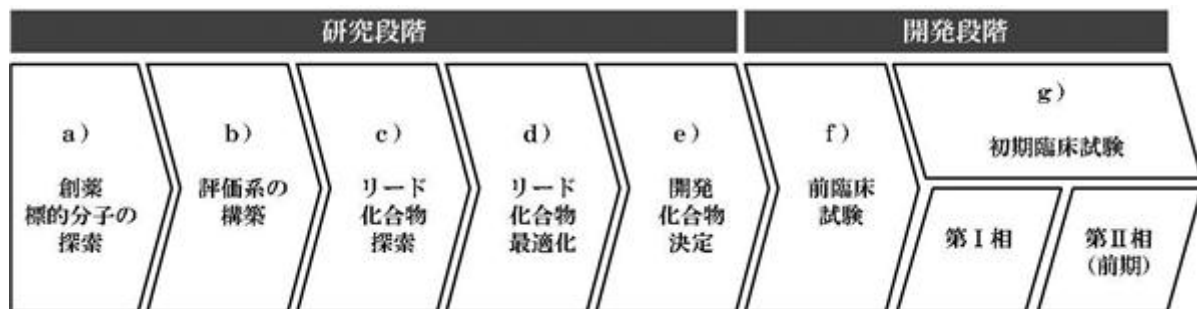 研究段階
開発段階
a)
創薬
標的分子の
探索
b)
評価系の
構築
c)
リード
化合物
探索
d)
リード
化合物
最適化
e)
開発
化合物
決定
f)
前臨床
試験
g)
初期臨床試験
第Ⅰ相
第Ⅱ相
(前期)